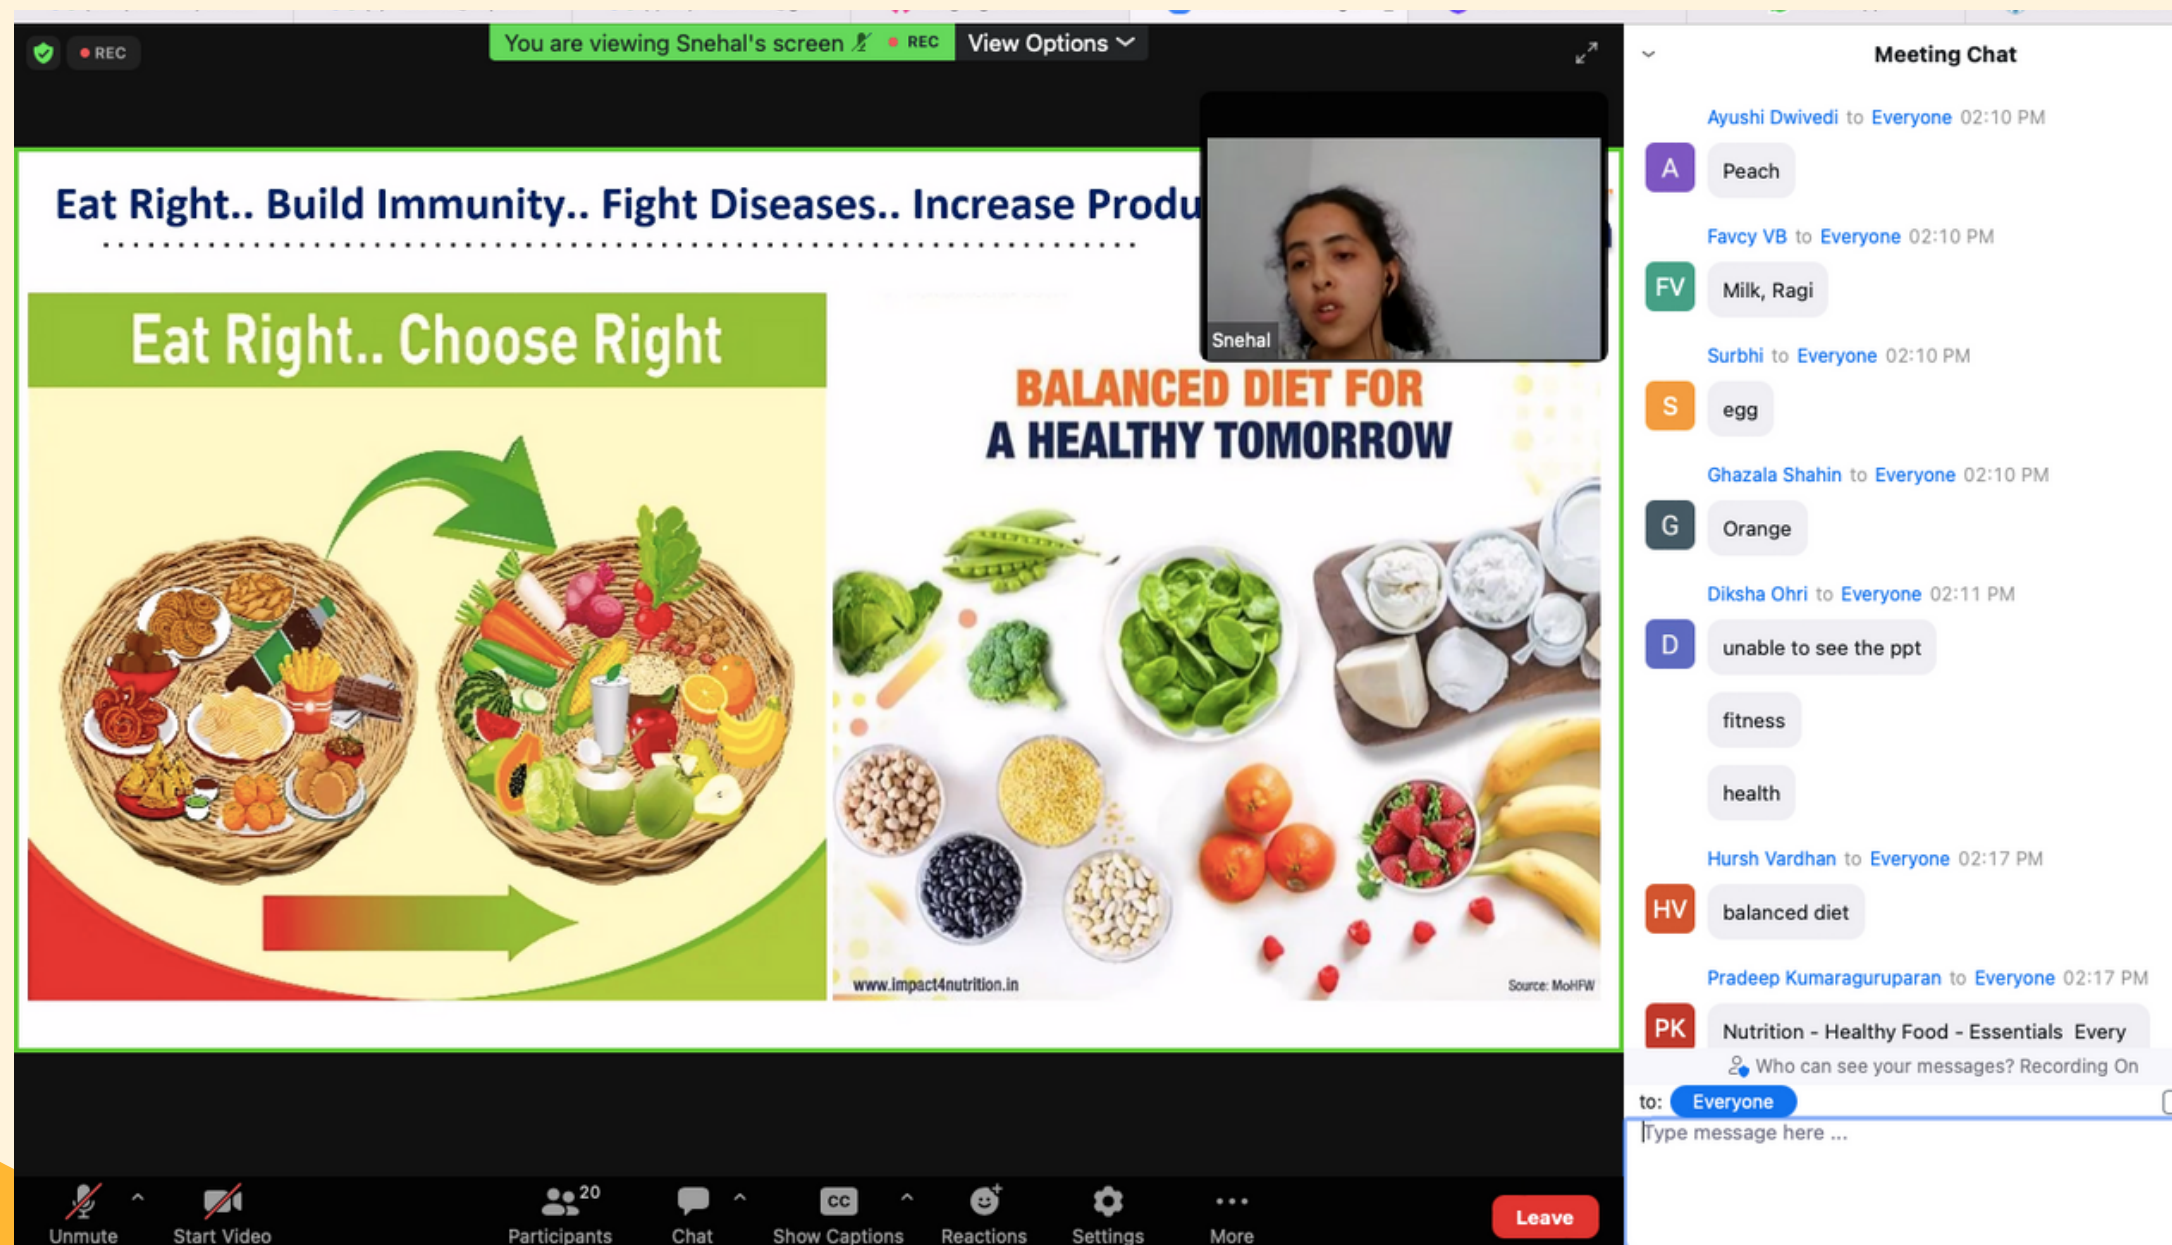 REC
You are viewing Snehal's screen
REC
View Options
Eat Right.. Build Immunity.. Fight Diseases.. Increase Produ
Eat Right.. Choose Right
Snehal
BALANCED DIET FOR
A HEALTHY TOMORROW
www.impact4nutrition.in
Source: MoHFW
Unmute
Start Video
20
Participants
Chat
CC
Show Captions
Reactions
Settings
More
Leave
Meeting Chat
Ayushi Dwivedi to Everyone 02:10 PM
A
Peach
Favcy VB to Everyone 02:10 PM
FV
Milk, Ragi
Surbhi to Everyone 02:10 PM
S
egg
Ghazala Shahin to Everyone 02:10 PM
G
Orange
Diksha Ohri to Everyone 02:11 PM
D
unable to see the ppt
fitness
health
Hursh Vardhan to Everyone 02:17 PM
HV
balanced diet
Pradeep Kumaraguruparan to Everyone 02:17 PM
PK
Nutrition - Healthy Food - Essentials Every
Who can see your messages? Recording On
to: Everyone
Type message here ...